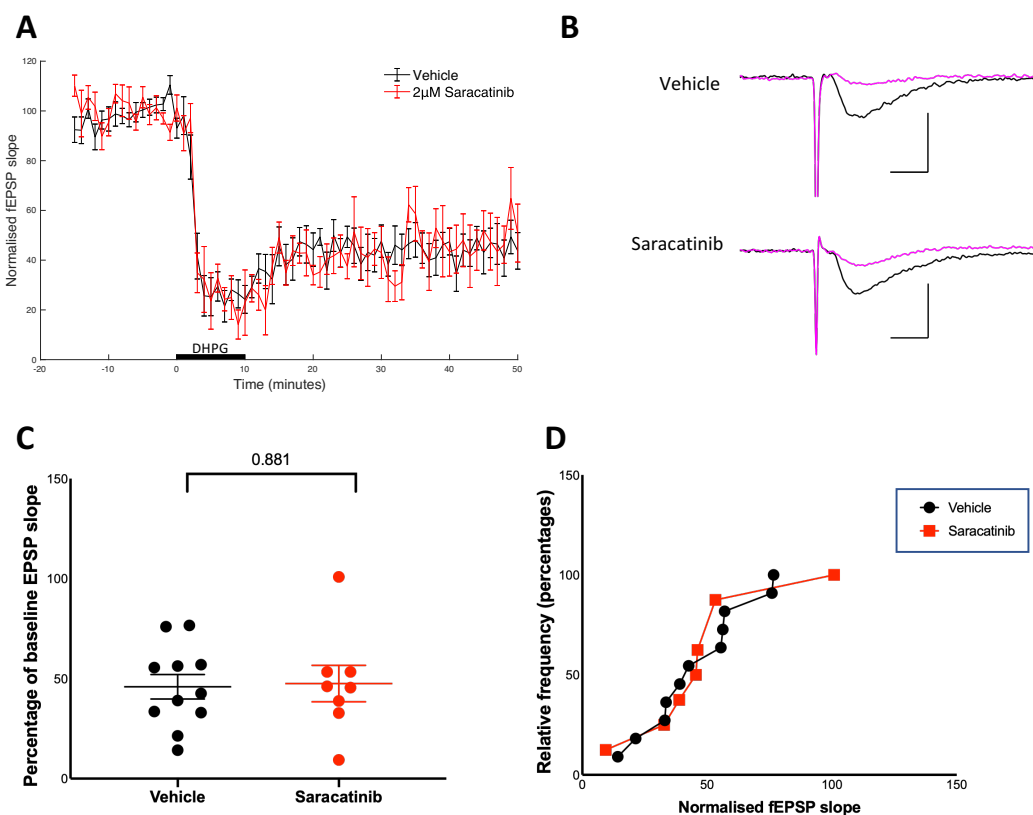 A
120
100
80
60
40
20
0
-20
-10
0
10
20
30
40
50
Normalised fEPSP slope
Time (minutes)
DHPG
Vehicle
2µM Saracatinib
B
Vehicle
Saracatinib
C
0.881
150
100
50
0
Percentage of baseline EPSP slope
Vehicle
Saracatinib
D
150
100
50
0
Relative frequency (percentages)
0
50
100
150
Normalised fEPSP slope
Vehicle
Saracatinib